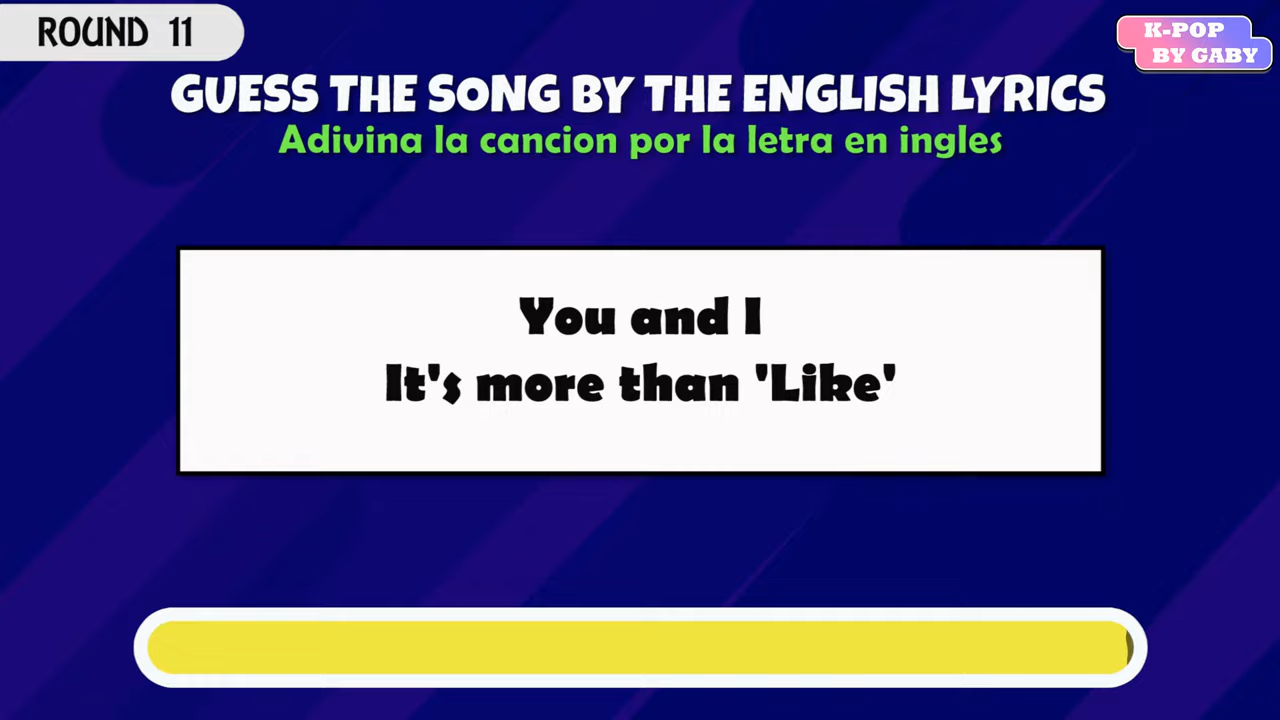 ROUND 11
K-POP
BY GABY
GUESS THE SONG BY THE ENGLISH LYRICS
Adivina la cancion por la letra en ingles
You and I
It's more than 'Like'